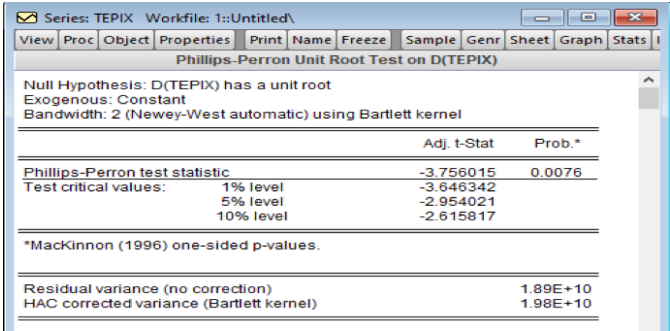 Series: TEPIX Workfile: 1::Untitled\
View Proc Object Properties Print Name Freeze Sample Genr Sheet Graph Stats
Phillips-Perron Unit Root Test on D(TEPIX)
Null Hypothesis: D(TEPIX) has a unit root
Exogenous: Constant
Bandwidth: 2 (Newey-West automatic) using Bartlett kernel
Adj. t-Stat Prob.*
Phillips-Perron test statistic -3.756015 0.0076
Test critical values: 1% level -3.646342
5% level -2.954021
10% level -2.615817
*MacKinnon (1996) one-sided p-values.
Residual variance (no correction) 1.89E+10
HAC corrected variance (Bartlett kernel) 1.98E+10